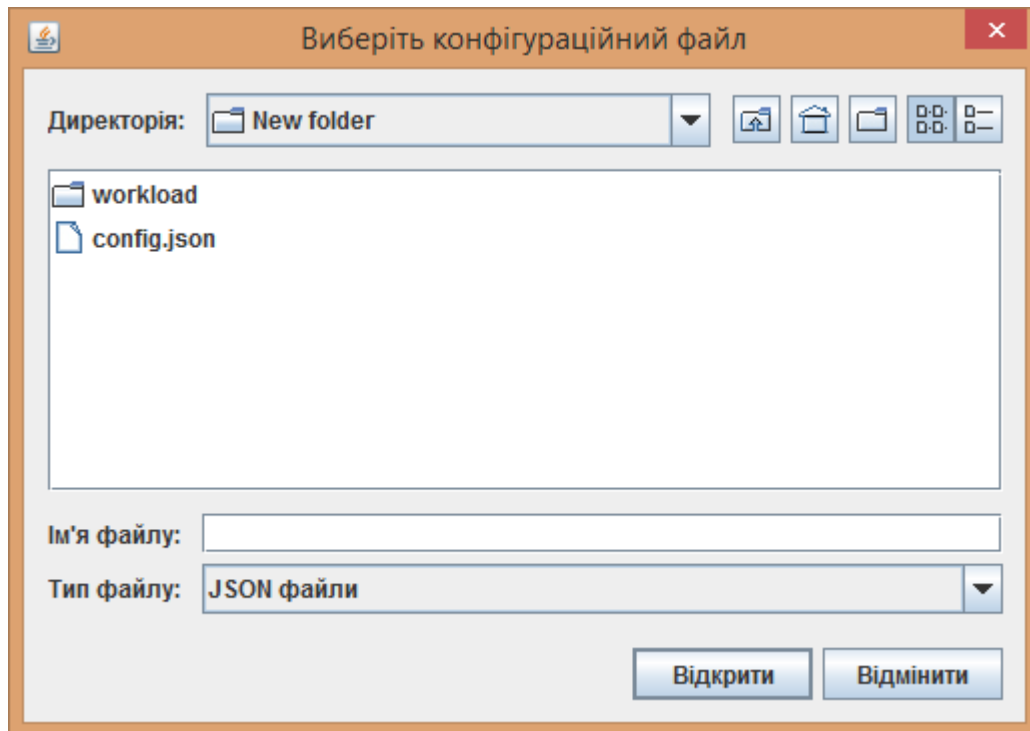 Виберіть конфігураційний файл
Директорія: New folder
workload
config.json
Ім'я файлу:
Тип файлу: JSON файли
Відкрити Відмінити